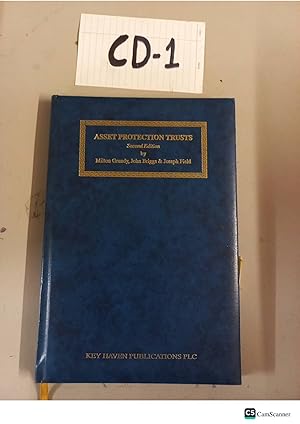 CD-1
ASSET PROTECTION TRUSTS
Second Edition
by
Milton Grundy, John Briggs & Joseph Field
KEY HAVEN PUBLICATIONS PLC
CS CamScanner